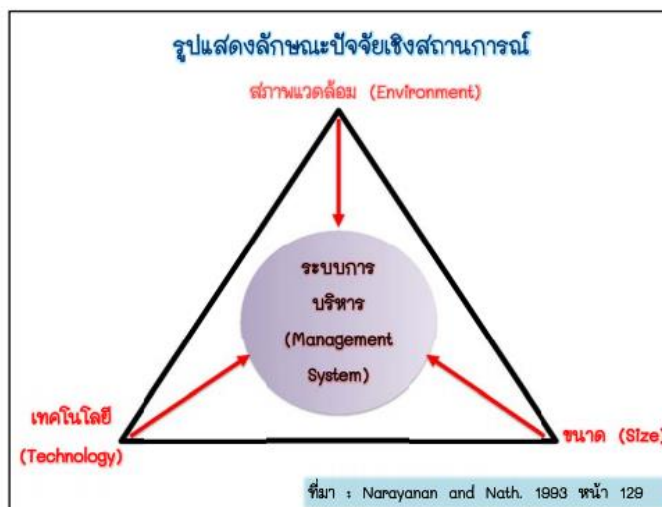 รูปแสดงลักษณะปัจจัยเชิงสถานการณ์
สภาพแวดล้อม (Environment)
ระบบการ
บริหาร
(Management
System)
เทคโนโลยี
(Technology)
ขนาด (Size)
ที่มา : Narayanan and Nath. 1993 หน้า 129